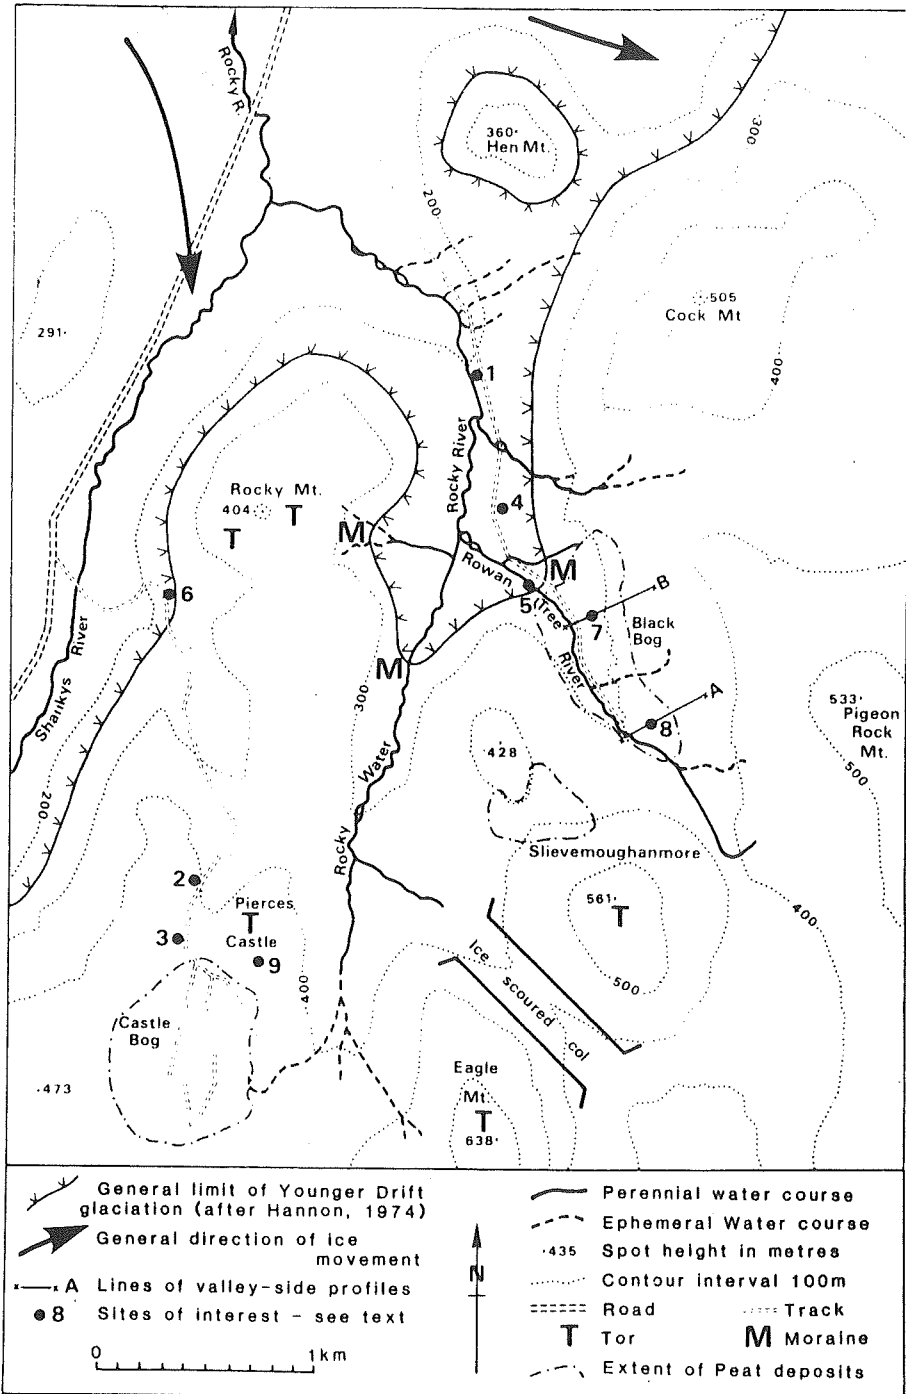 Rocky R.
300
360·
Hen Mt.
200
505
Cock Mt
291·
400
1
Rocky River
Rocky Mt.
404
T
T
M
4
Rowan
M
B
6
5
(Tree
7
Black
Bog
River
M
A
8
533·
Pigeon
Rock
Mt.
Shankys
River
300
428
500
200
Water
Rocky
Slievemoughanmore
2
Pierces
T
Castle
561·
T
400
3
9
Ice
scoured
col
500
400
Castle
Bog
·473
Eagle
Mt.
T
638·
General limit of Younger Drift
glaciation (after Hannon, 1974)
General direction of ice
movement
x—x A Lines of valley-side profiles
8 Sites of interest - see text
0 1km
N
Perennial water course
Ephemeral Water course
·435 Spot height in metres
Contour interval 100m
Road Track
T Tor M Moraine
Extent of Peat deposits